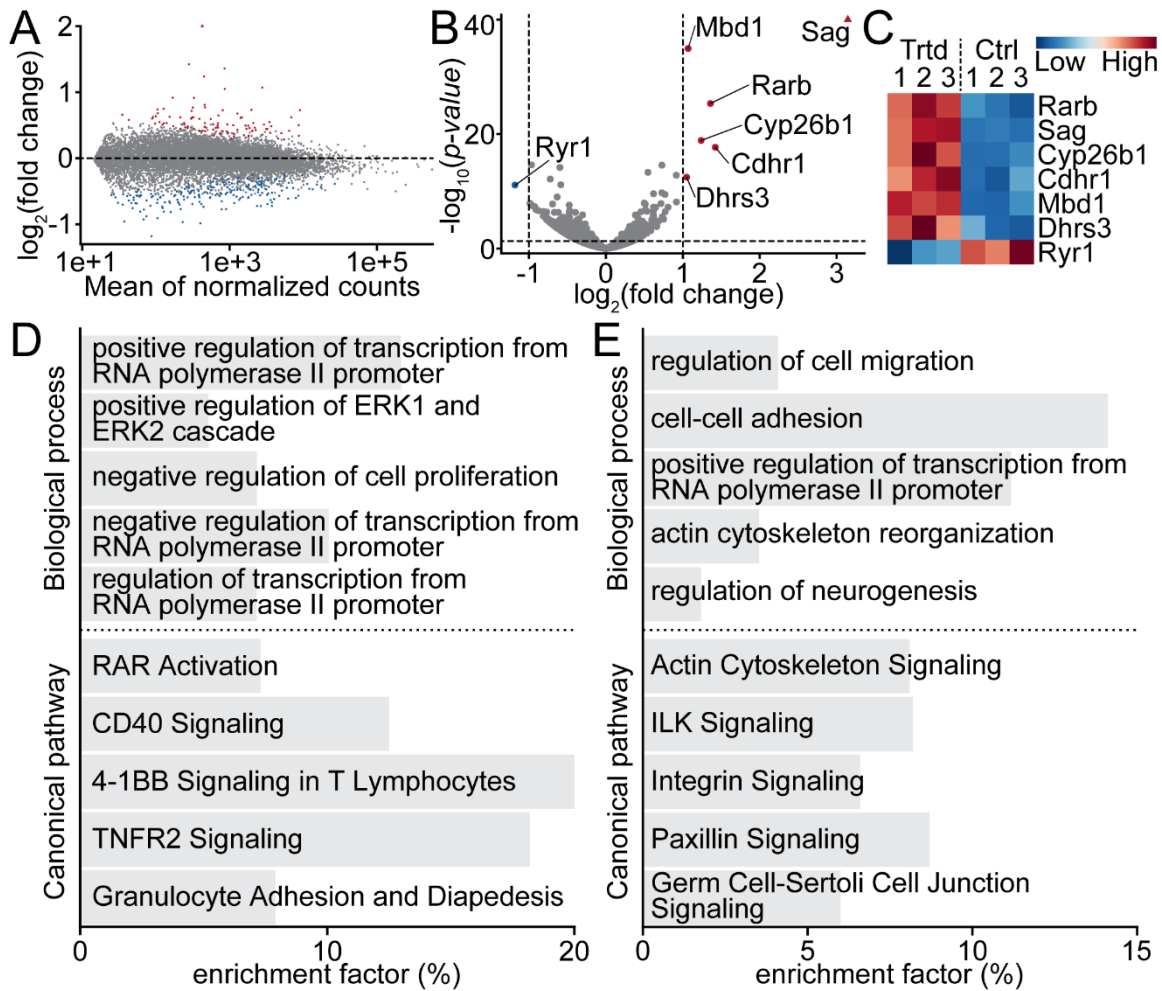 A
log2(fold change)
2
1
0
-1
1e+1
1e+3
1e+5
Mean of normalized counts
B
-log10(p-value)
40
20
0
Mbd1
Sag
Rarb
Cyp26b1
Cdhr1
Dhrs3
Ryr1
-1
0
1
2
3
log2(fold change)
C
Trtd
Ctrl
Low
High
1 2 3 1 2 3
Rarb
Sag
Cyp26b1
Cdhr1
Mbd1
Dhrs3
Ryr1
D
Biological process
positive regulation of transcription from
RNA polymerase II promoter
positive regulation of ERK1 and
ERK2 cascade
negative regulation of cell proliferation
negative regulation of transcription from
RNA polymerase II promoter
regulation of transcription from
RNA polymerase II promoter
Canonical pathway
RAR Activation
CD40 Signaling
4-1BB Signaling in T Lymphocytes
TNFR2 Signaling
Granulocyte Adhesion and Diapedesis
0
10
20
enrichment factor (%)
E
Biological process
regulation of cell migration
cell-cell adhesion
positive regulation of transcription from
RNA polymerase II promoter
actin cytoskeleton reorganization
regulation of neurogenesis
Canonical pathway
Actin Cytoskeleton Signaling
ILK Signaling
Integrin Signaling
Paxillin Signaling
Germ Cell-Sertoli Cell Junction
Signaling
0
5
10
15
enrichment factor (%)